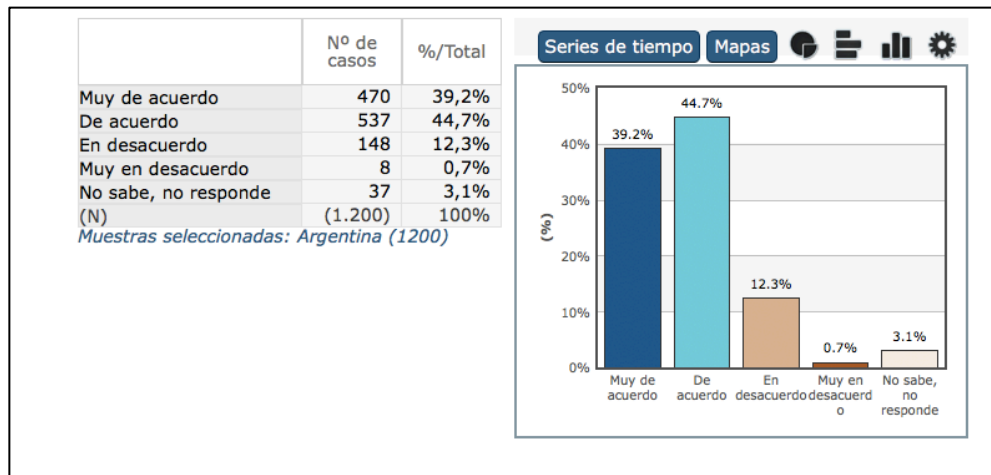 Nº de casos %/Total
Muy de acuerdo 470 39,2%
De acuerdo 537 44,7%
En desacuerdo 148 12,3%
Muy en desacuerdo 8 0,7%
No sabe, no responde 37 3,1%
(N) (1.200) 100%
Muestras seleccionadas: Argentina (1200)
Series de tiempo Mapas
50%
40%
30%
20%
10%
0%
(%)
39.2%
44.7%
12.3%
0.7%
3.1%
Muy de
acuerdo
De
acuerdo
En
desacuerdo
Muy en
desacuerd
o
No sabe,
no
responde